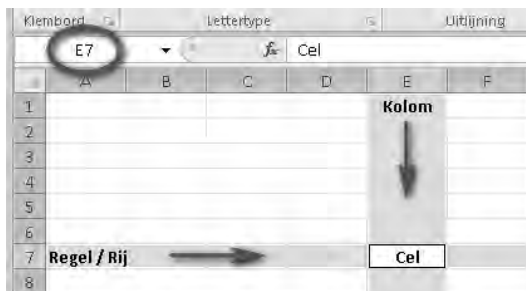 Klembord Lettertype Uitlijning
E7 fx Cel
A B C D E F
1 Kolom
2
3
4
5
6
7 Regel / Rij Cel
8